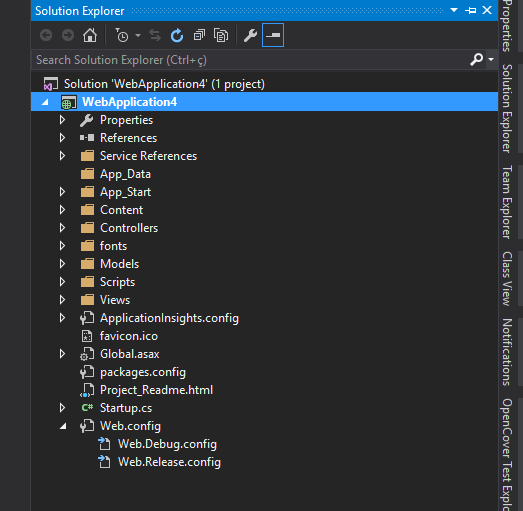 Solution Explorer
Search Solution Explorer (Ctrl+ç)
Solution 'WebApplication4' (1 project)
WebApplication4
Properties
References
Service References
App_Data
App_Start
Content
Controllers
fonts
Models
Scripts
Views
ApplicationInsights.config
favicon.ico
Global.asax
packages.config
Project_Readme.html
C# Startup.cs
Web.config
Web.Debug.config
Web.Release.config
Properties
Solution Explorer
Team Explorer
Class View
Notifications
OpenCover Test Explo